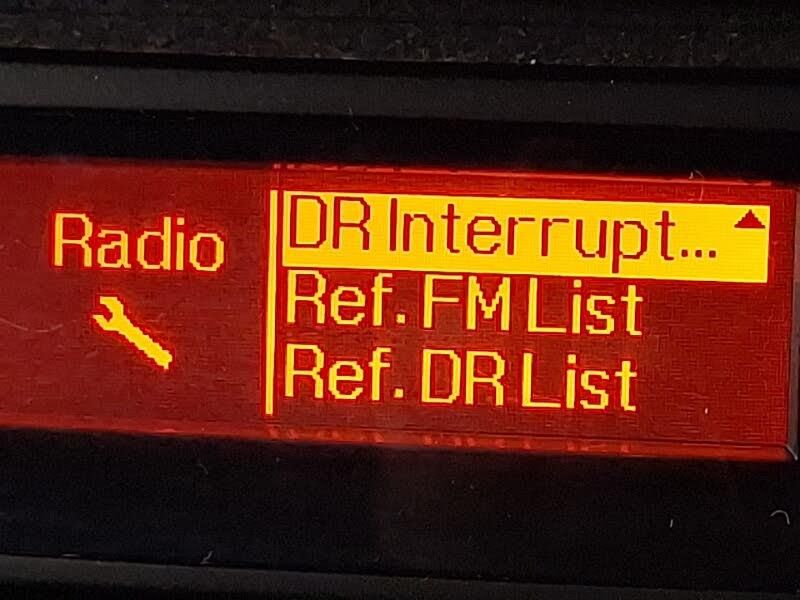 Radio
DR Interrupt...
Ref. FM List
Ref. DR List